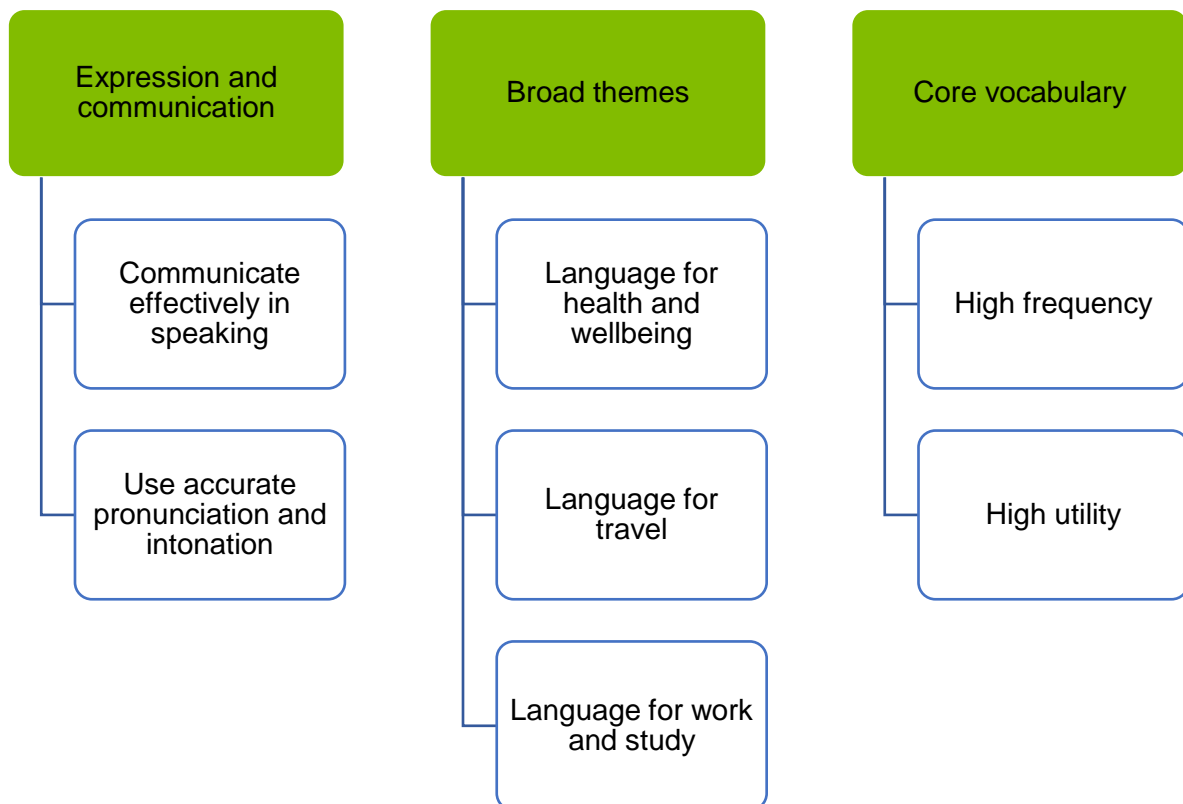 Expression and
communication
Communicate
effectively in
speaking
Use accurate
pronunciation and
intonation
Broad themes
Language for
health and
wellbeing
Language for
travel
Language for work
and study
Core vocabulary
High frequency
High utility